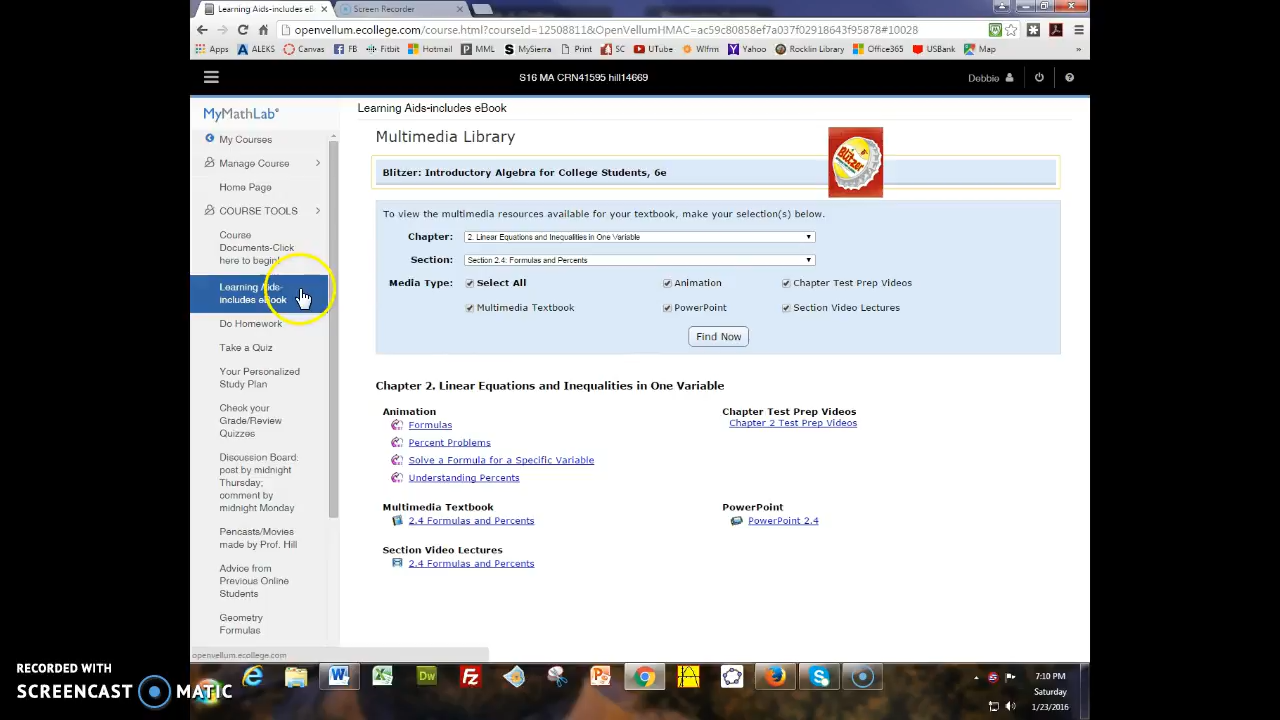 Learning Aids-includes eB
Screen Recorder
openvellum.ecollege.com/course.html?courseId=12508811&OpenVellumHMAC=ac59c80858ef7a037f02918643f95878#10028
Apps
ALEKS
Canvas
FB
Fitbit
Hotmail
MML
MySierra
Print
SC
UTube
Wlfrm
Yahoo
Rocklin Library
Office365
USBank
Map
S16 MA CRN41595 hill14669
Debbie
MyMathLab®
My Courses
Manage Course
Home Page
COURSE TOOLS
Course
Documents-Click
here to begin!
Learning Aids-
includes eBook
Do Homework
Take a Quiz
Your Personalized
Study Plan
Check your
Grade/Review
Quizzes
Discussion Board:
post by midnight
Thursday;
comment by
midnight Monday
Pencasts/Movies
made by Prof. Hill
Advice from
Previous Online
Students
Geometry
Formulas
Learning Aids-includes eBook
Multimedia Library
Blitzer: Introductory Algebra for College Students, 6e
Blitzer
To view the multimedia resources available for your textbook, make your selection(s) below.
Chapter: 2. Linear Equations and Inequalities in One Variable
Section: Section 2.4: Formulas and Percents
Media Type: Select All Animation Chapter Test Prep Videos
Multimedia Textbook PowerPoint Section Video Lectures
Find Now
Chapter 2. Linear Equations and Inequalities in One Variable
Animation
Formulas
Percent Problems
Solve a Formula for a Specific Variable
Understanding Percents
Chapter Test Prep Videos
Chapter 2 Test Prep Videos
Multimedia Textbook
2.4 Formulas and Percents
PowerPoint
PowerPoint 2.4
Section Video Lectures
2.4 Formulas and Percents
openvellum.ecollege.com
7:10 PM
Saturday
1/23/2016
RECORDED WITH
SCREENCAST MATIC